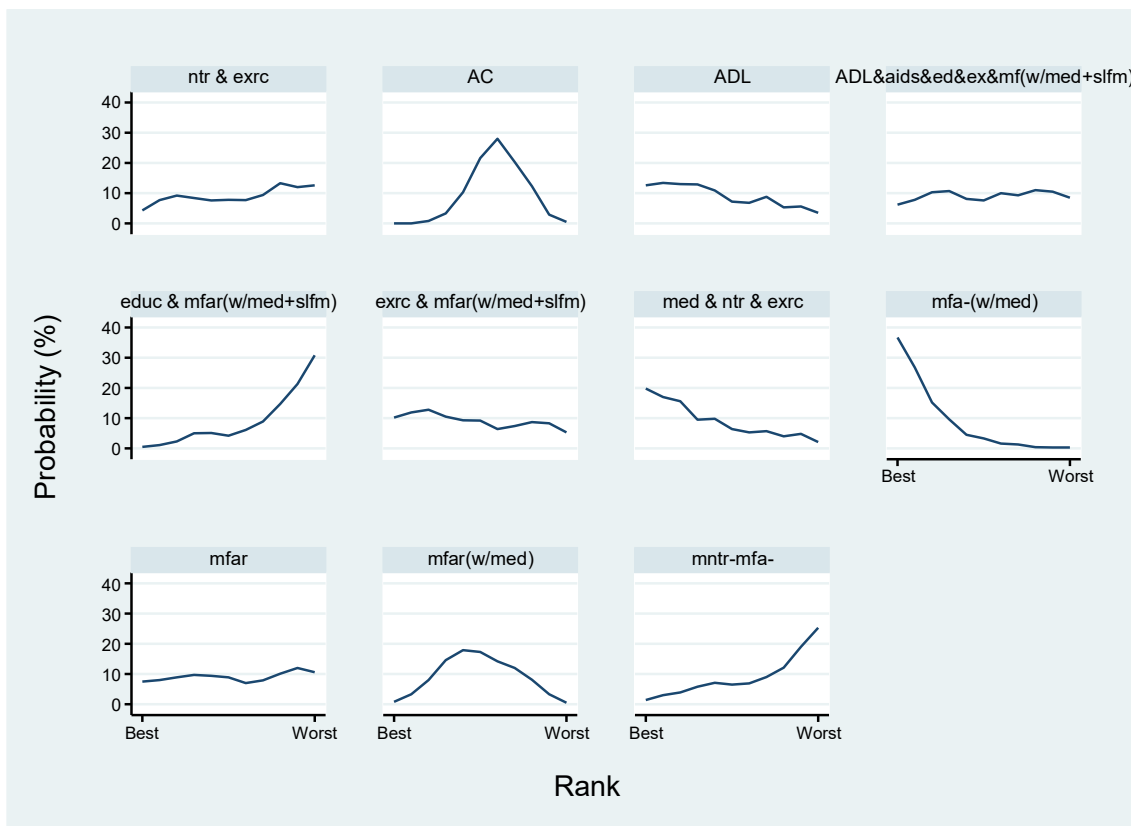 ntr & exrc
AC
ADL
ADL&aids&ed&ex&mf(w/med+slfm)
40
30
20
10
0
educ & mfar(w/med+slfm)
exrc & mfar(w/med+slfm)
med & ntr & exrc
mfa-(w/med)
40
30
20
10
0
Best Worst
mfar
mfar(w/med)
mntr-mfa-
40
30
20
10
0
Best Worst
Best Worst
Best Worst
Probability (%)
Rank